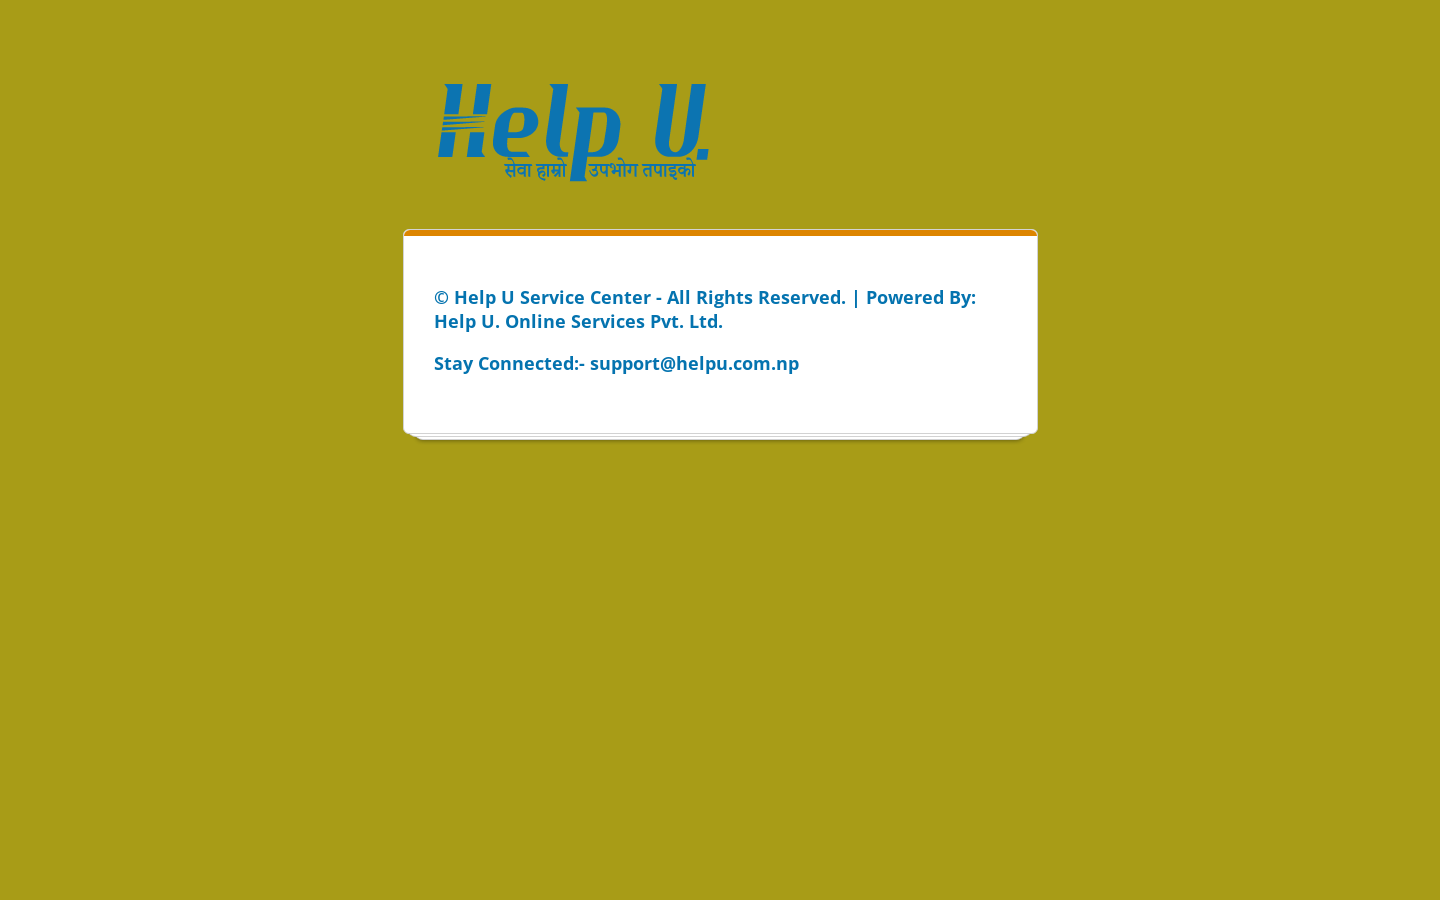 Help U.
सेवा हाम्रो उपभोग तपाइको
© Help U Service Center - All Rights Reserved. | Powered By:
Help U. Online Services Pvt. Ltd.
Stay Connected:- support@helpu.com.np